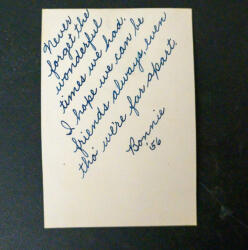 Never
forget the
wonderful
times we had.
I hope we can be
friends always even
tho' we're far apart.
Bonnie
'56